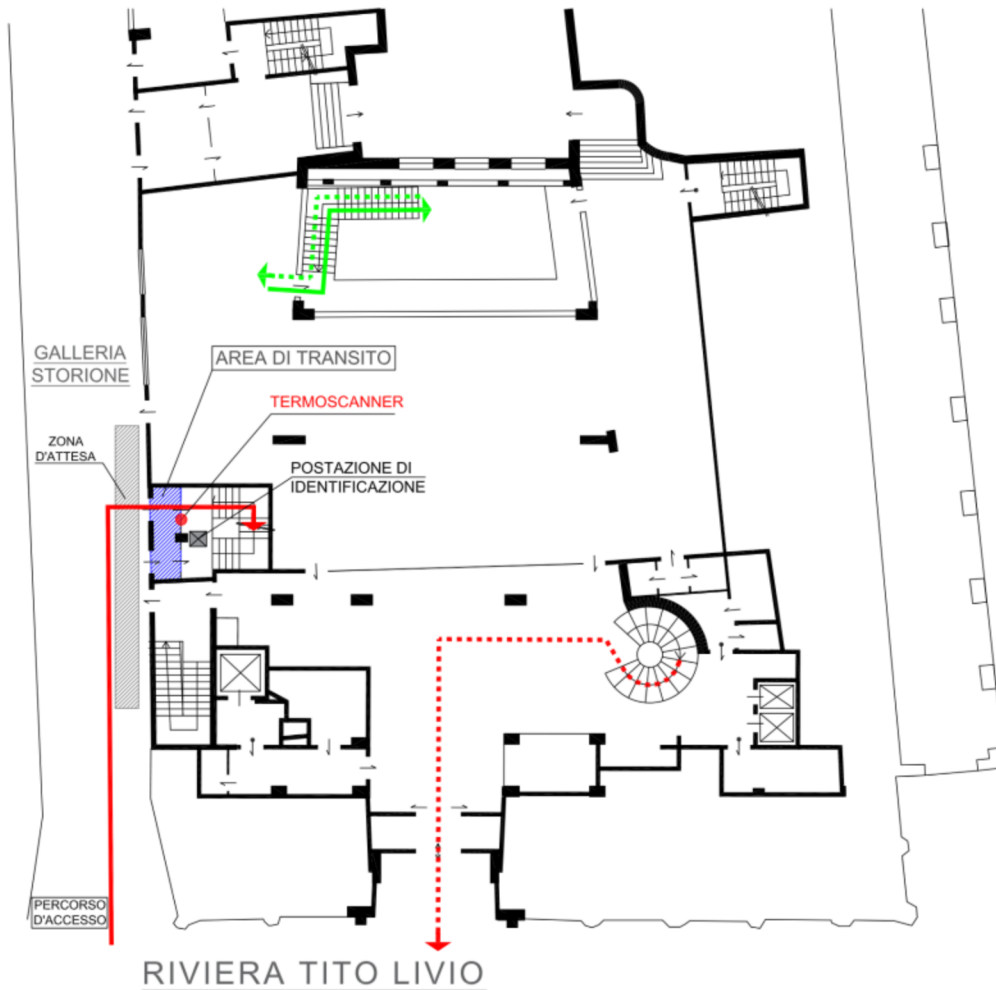 GALLERIA
STORIONE
AREA DI TRANSITO
TERMOSCANNER
ZONA
D'ATTESA
POSTAZIONE DI
IDENTIFICAZIONE
PERCORSO
D'ACCESSO
RIVIERA TITO LIVIO